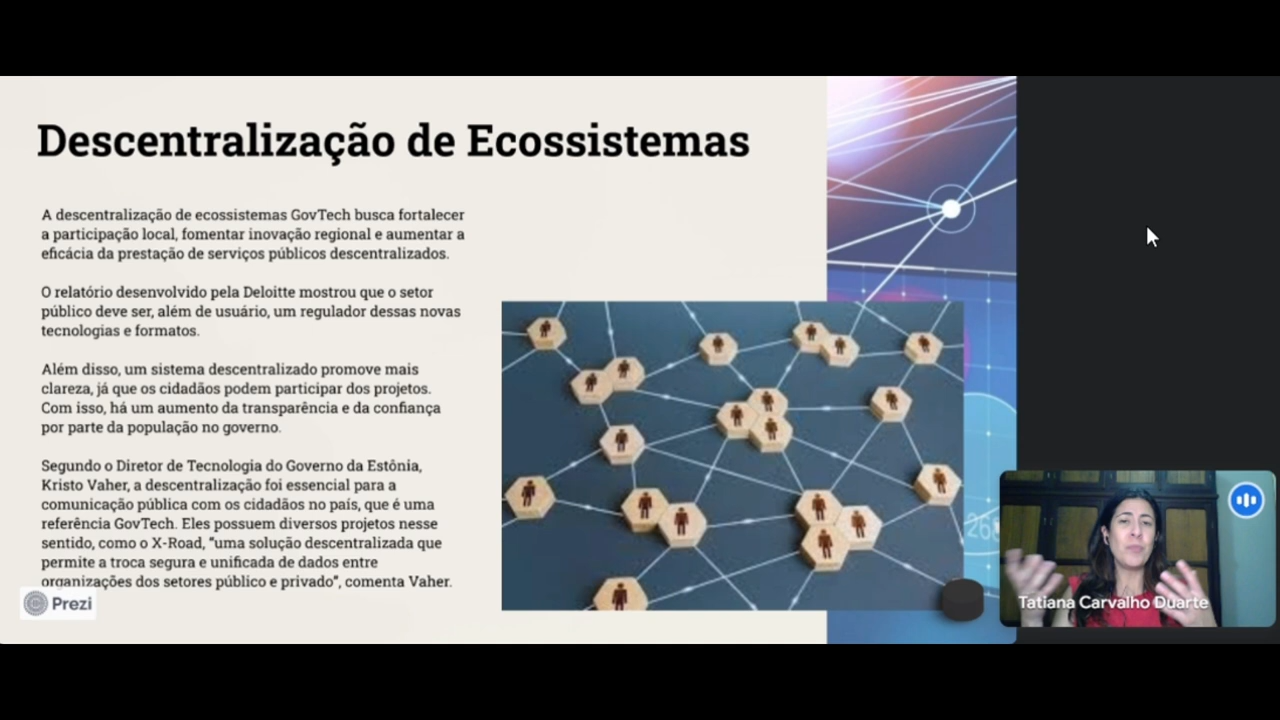 Descentralização de Ecossistemas
A descentralização de ecossistemas GovTech busca fortalecer
a participação local, fomentar inovação regional e aumentar a
eficácia da prestação de serviços públicos descentralizados.
O relatório desenvolvido pela Deloitte mostrou que o setor
público deve ser, além de usuário, um regulador dessas novas
tecnologias e formatos.
Além disso, um sistema descentralizado promove mais
clareza, já que os cidadãos podem participar dos projetos.
Com isso, há um aumento da transparência e da confiança
por parte da população no governo.
Segundo o Diretor de Tecnologia do Governo da Estônia,
Kristo Vaher, a descentralização foi essencial para a
comunicação pública com os cidadãos no país, que é uma
referência GovTech. Eles possuem diversos projetos nesse
sentido, como o X-Road, "uma solução descentralizada que
permite a troca segura e unificada de dados entre
organizações dos setores público e privado", comenta Vaher.
Prezi
Tatiana Carvalho Duarte